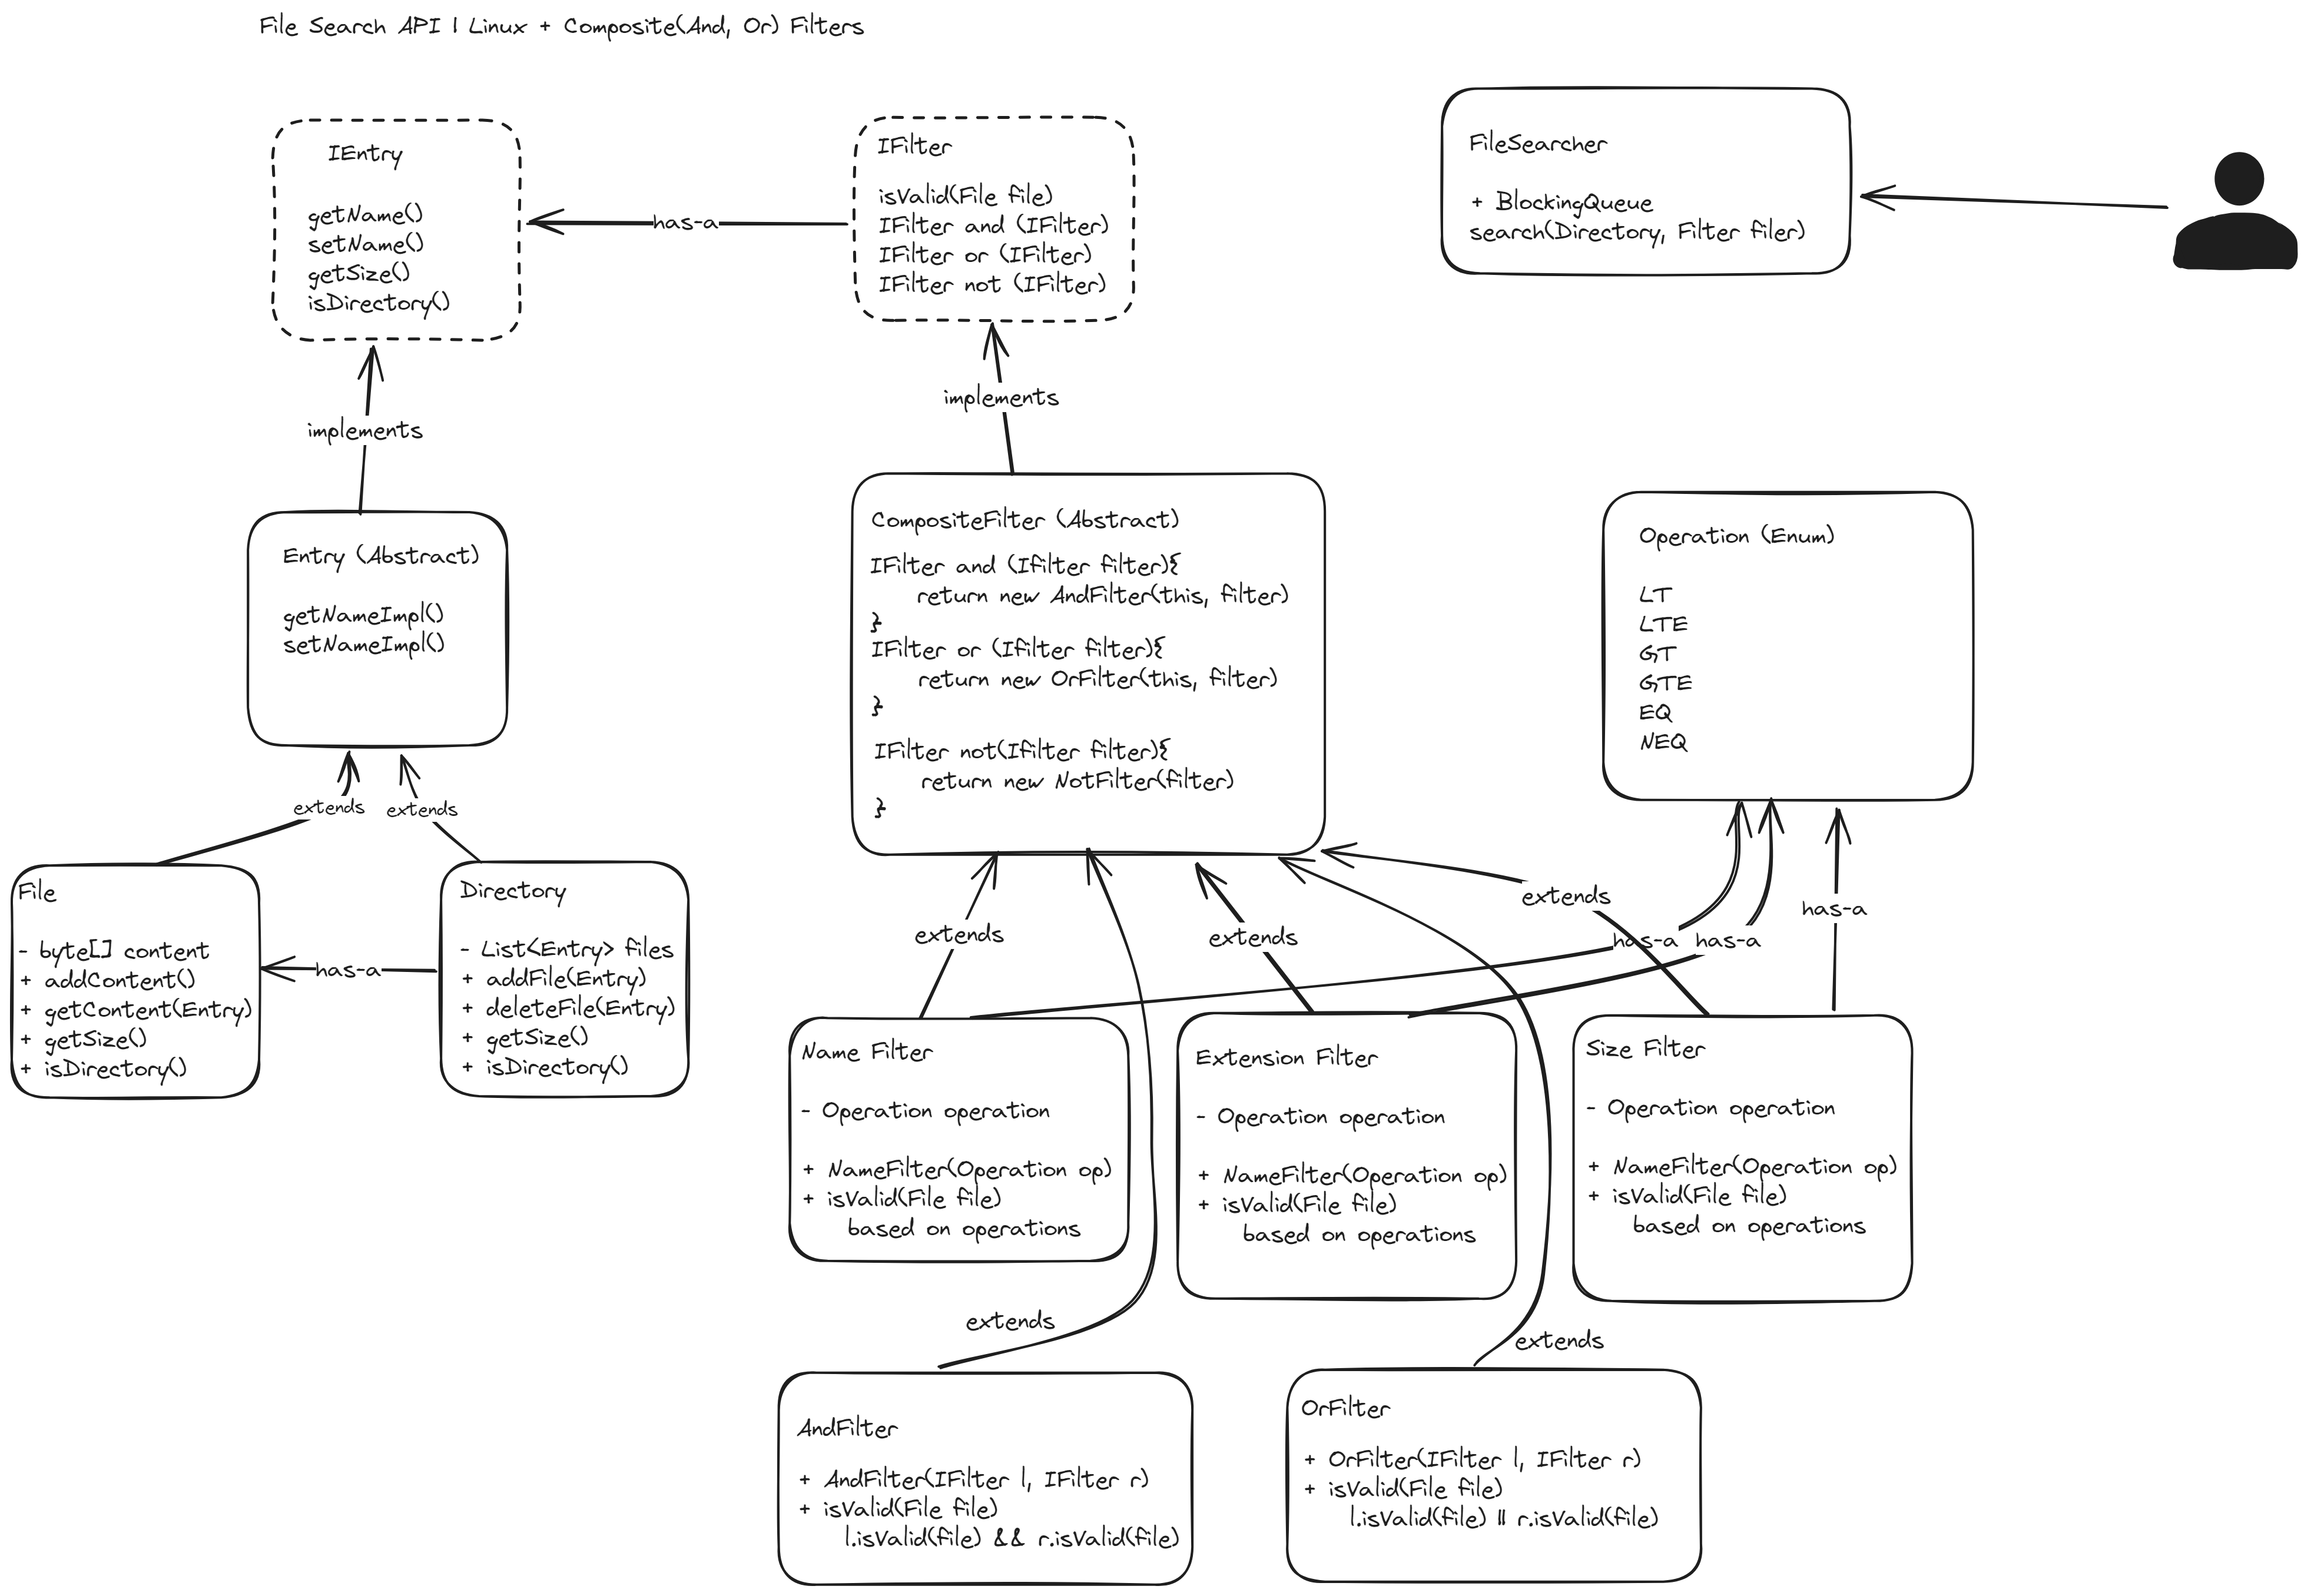 File Search API | Linux + Composite(And, Or) Filters
IEntry
getName()
setName()
getSize()
isDirectory()
has-a
IFilter
isValid(File file)
IFilter and (IFilter)
IFilter or (IFilter)
IFilter not (IFilter)
FileSearcher
+ BlockingQueue
search(Directory, Filter filer)
implements
implements
Entry (Abstract)
getNameImpl()
setNameImpl()
CompositeFilter (Abstract)
IFilter and (Ifilter filter){
return new AndFilter(this, filter)
}
IFilter or (Ifilter filter){
return new OrFilter(this, filter)
}
IFilter not(Ifilter filter){
return new NotFilter(filter)
}
Operation (Enum)
LT
LTE
GT
GTE
EQ
NEQ
extends
extends
File
- byte[] content
+ addContent()
+ getContent(Entry)
+ getSize()
+ isDirectory()
has-a
Directory
- List<Entry> files
+ addFile(Entry)
+ deleteFile(Entry)
+ getSize()
+ isDirectory()
extends
extends
extends
has-a
has-a
has-a
Name Filter
- Operation operation
+ NameFilter(Operation op)
+ isValid(File file)
based on operations
Extension Filter
- Operation operation
+ NameFilter(Operation op)
+ isValid(File file)
based on operations
Size Filter
- Operation operation
+ NameFilter(Operation op)
+ isValid(File file)
based on operations
extends
extends
AndFilter
+ AndFilter(IFilter l, IFilter r)
+ isValid(File file)
l.isValid(file) && r.isValid(file)
OrFilter
+ OrFilter(IFilter l, IFilter r)
+ isValid(File file)
l.isValid(file) || r.isValid(file)